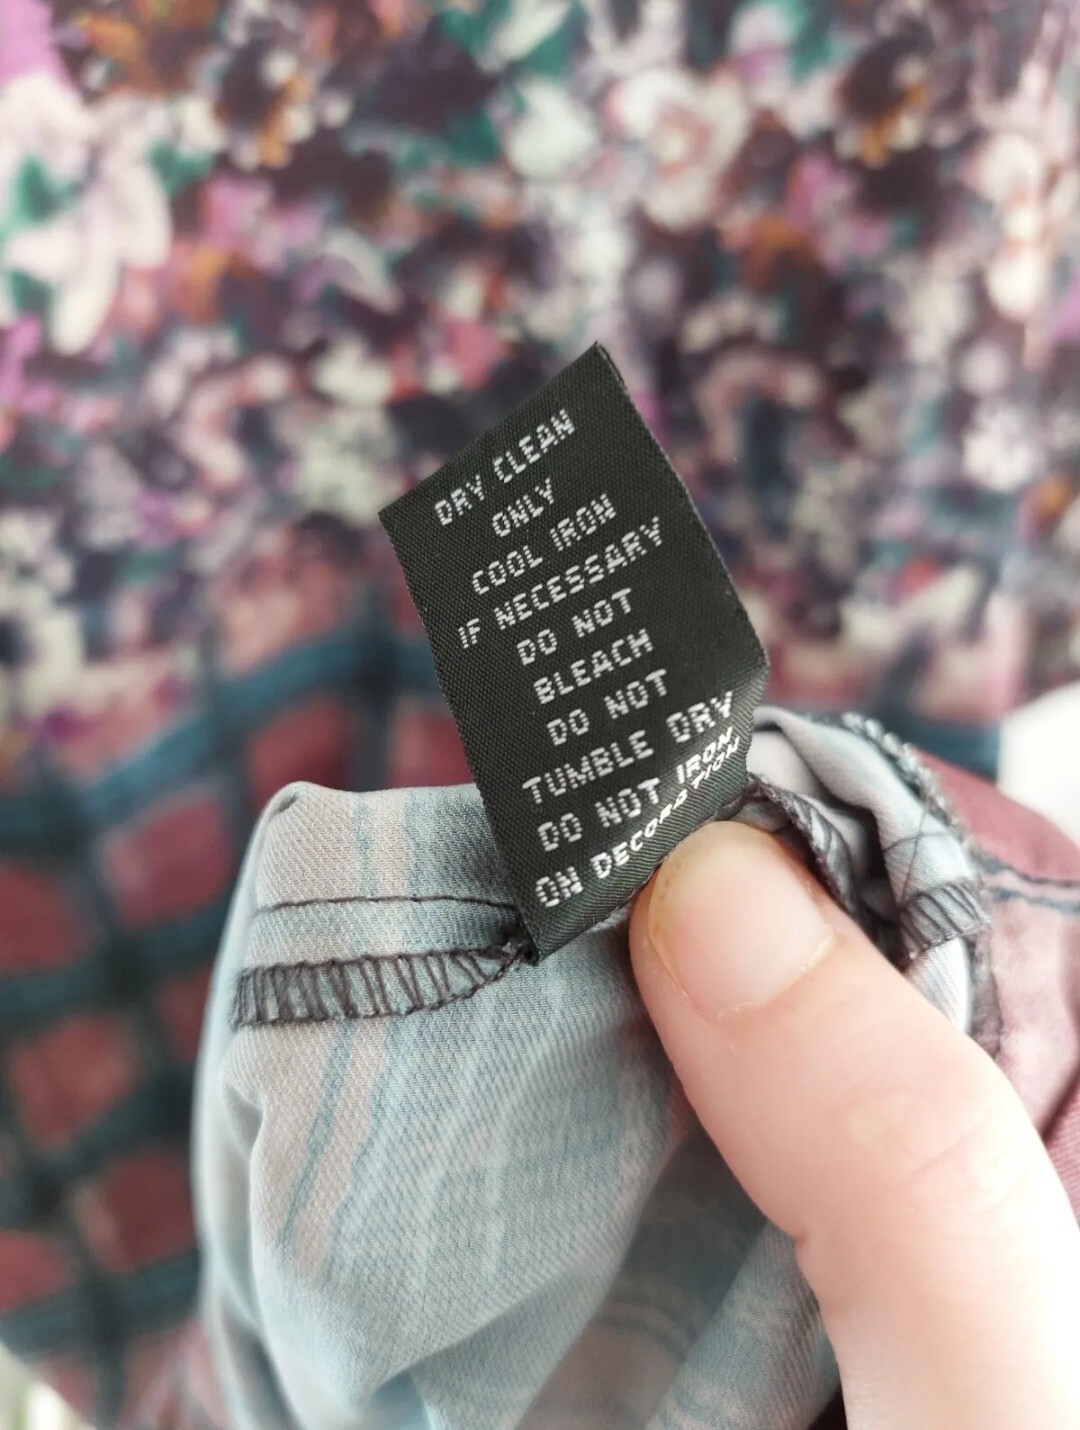 DRY CLEAN
ONLY
COOL IRON
IF NECESSARY
DO NOT
BLEACH
DO NOT
TUMBLE DRY
DO NOT IRON
ON DECORATION